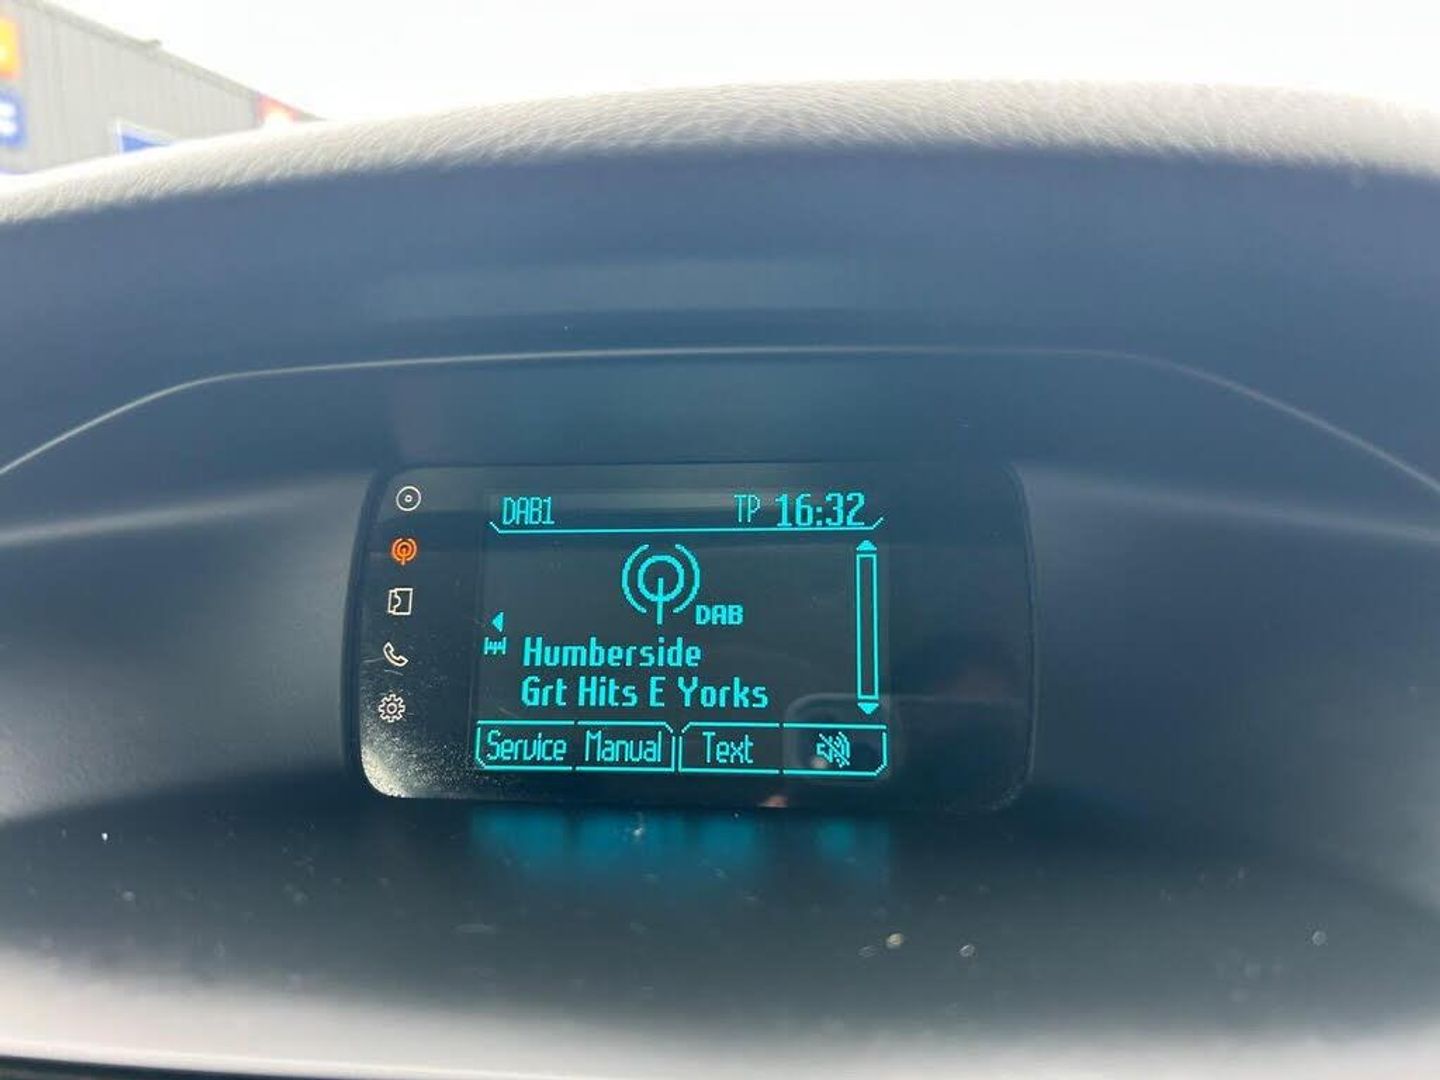 DAB1 TP 16:32
DAB
Humberside
Grt Hits E Yorks
Service Manual Text